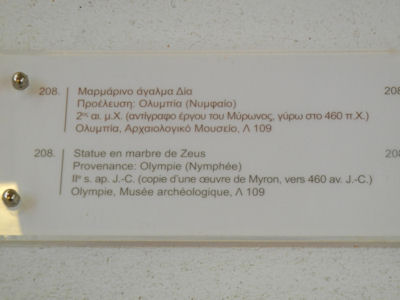 208. Μαρμάρινο άγαλμα Δία
Προέλευση: Ολυμπία (Νυμφαίο)
2ος αι. μ.Χ. (αντίγραφο έργου του Μύρωνος, γύρω στο 460 π.Χ.)
Ολυμπία, Αρχαιολογικό Μουσείο, Λ 109
208. Statue en marbre de Zeus
Provenance: Olympie (Nymphée)
IIe s. ap. J.-C. (copie d'une œuvre de Myron, vers 460 av. J.-C.)
Olympie, Musée archéologique, Λ 109
208